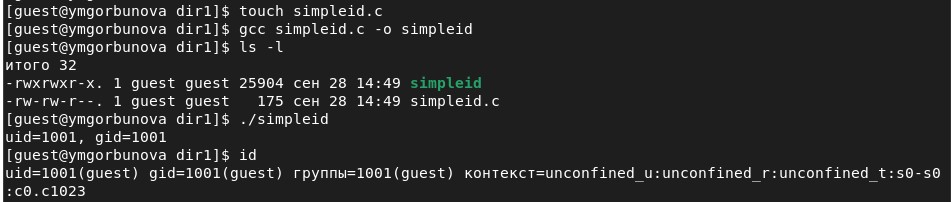 [guest@ymgorbunova dir1]$ touch simpleid.c
[guest@ymgorbunova dir1]$ gcc simpleid.c -o simpleid
[guest@ymgorbunova dir1]$ ls -l
итого 32
-rwxrwxr-x. 1 guest guest 25904 сен 28 14:49 simpleid
-rw-rw-r--. 1 guest guest   175 сен 28 14:49 simpleid.c
[guest@ymgorbunova dir1]$ ./simpleid
uid=1001, gid=1001
[guest@ymgorbunova dir1]$ id
uid=1001(guest) gid=1001(guest) группы=1001(guest) контекст=unconfined_u:unconfined_r:unconfined_t:s0-s0
:c0.c1023